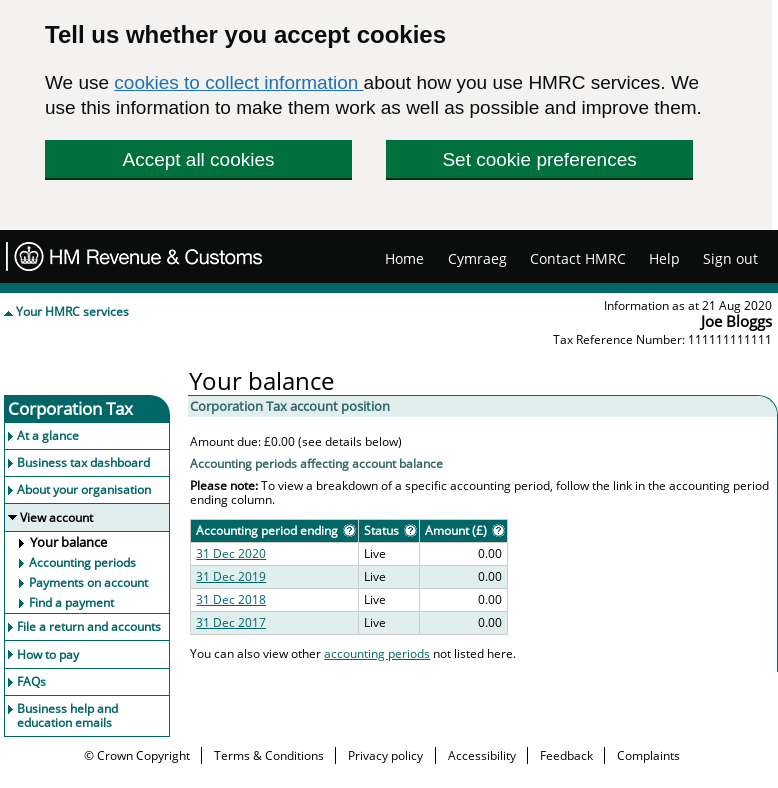 Tell us whether you accept cookies
We use cookies to collect information about how you use HMRC services. We
use this information to make them work as well as possible and improve them.
Accept all cookies
Set cookie preferences
HM Revenue & Customs
Home
Cymraeg
Contact HMRC
Help
Sign out
Your HMRC services
Information as at 21 Aug 2020
Joe Bloggs
Tax Reference Number: 111111111111
Corporation Tax
At a glance
Business tax dashboard
About your organisation
View account
Your balance
Accounting periods
Payments on account
Find a payment
File a return and accounts
How to pay
FAQs
Business help and
education emails
Your balance
Corporation Tax account position
Amount due: £0.00 (see details below)
Accounting periods affecting account balance
Please note: To view a breakdown of a specific accounting period, follow the link in the accounting period
ending column.
Accounting period ending ? Status ? Amount (£) ?
31 Dec 2020 Live 0.00
31 Dec 2019 Live 0.00
31 Dec 2018 Live 0.00
31 Dec 2017 Live 0.00
You can also view other accounting periods not listed here.
© Crown Copyright
Terms & Conditions
Privacy policy
Accessibility
Feedback
Complaints